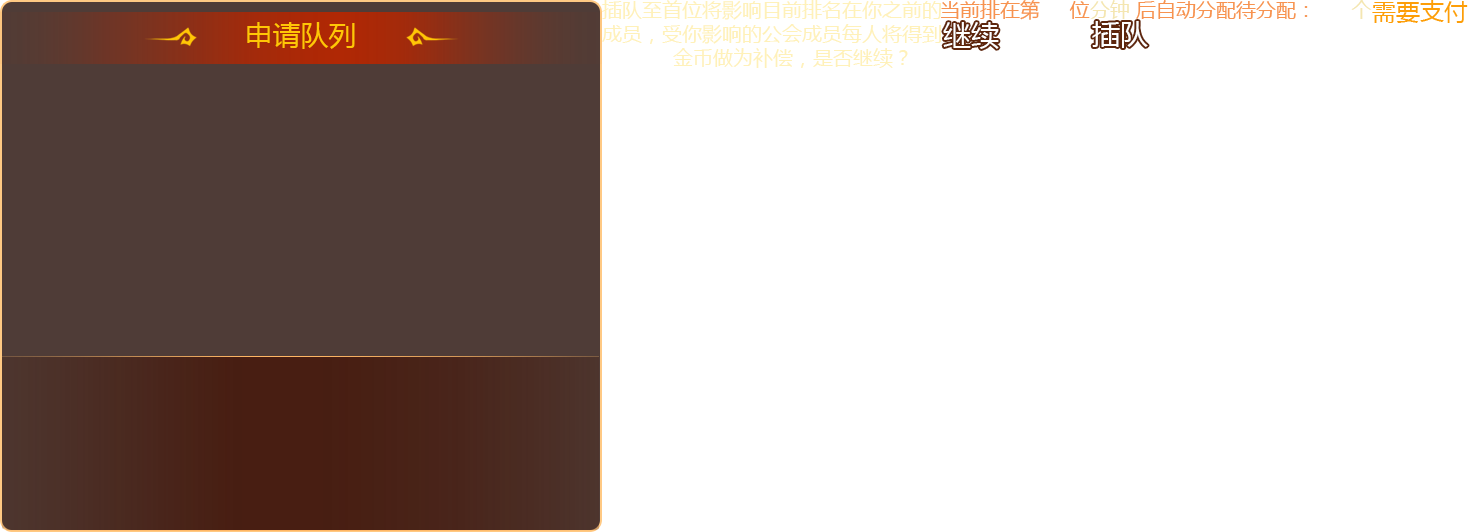 申请队列
插队至首位将影响目前排名在你之前的
成员，受你影响的公会成员每人将得到
金币做为补偿，是否继续？
当前排在第 位
分钟 后自动分配
待分配： 个
需要支付
继续
插队